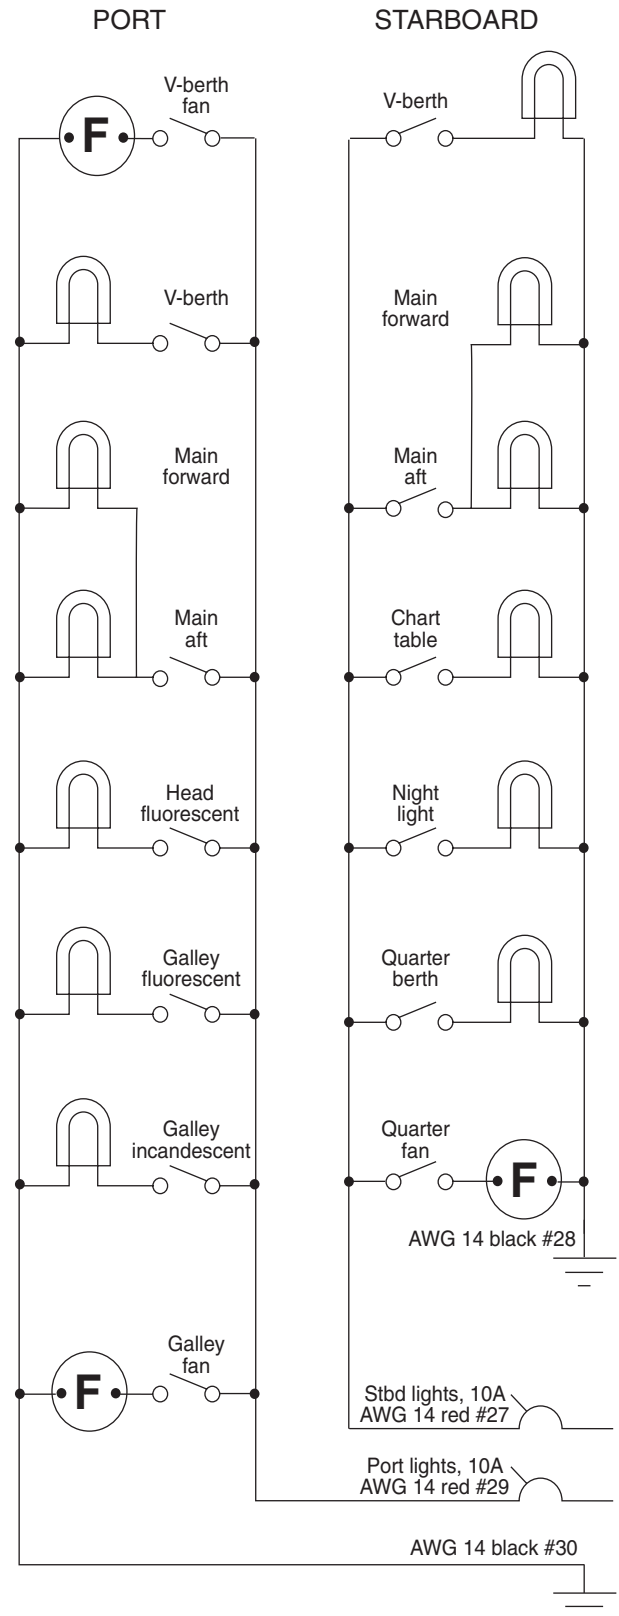 PORT
STARBOARD
V-berth
fan
F
V-berth
V-berth
Main
forward
Main
forward
Main
aft
Main
aft
Chart
table
Head
fluorescent
Night
light
Galley
fluorescent
Quarter
berth
Galley
incandescent
Quarter
fan
F
AWG 14 black #28
Galley
fan
F
Stbd lights, 10A
AWG 14 red #27
Port lights, 10A
AWG 14 red #29
AWG 14 black #30